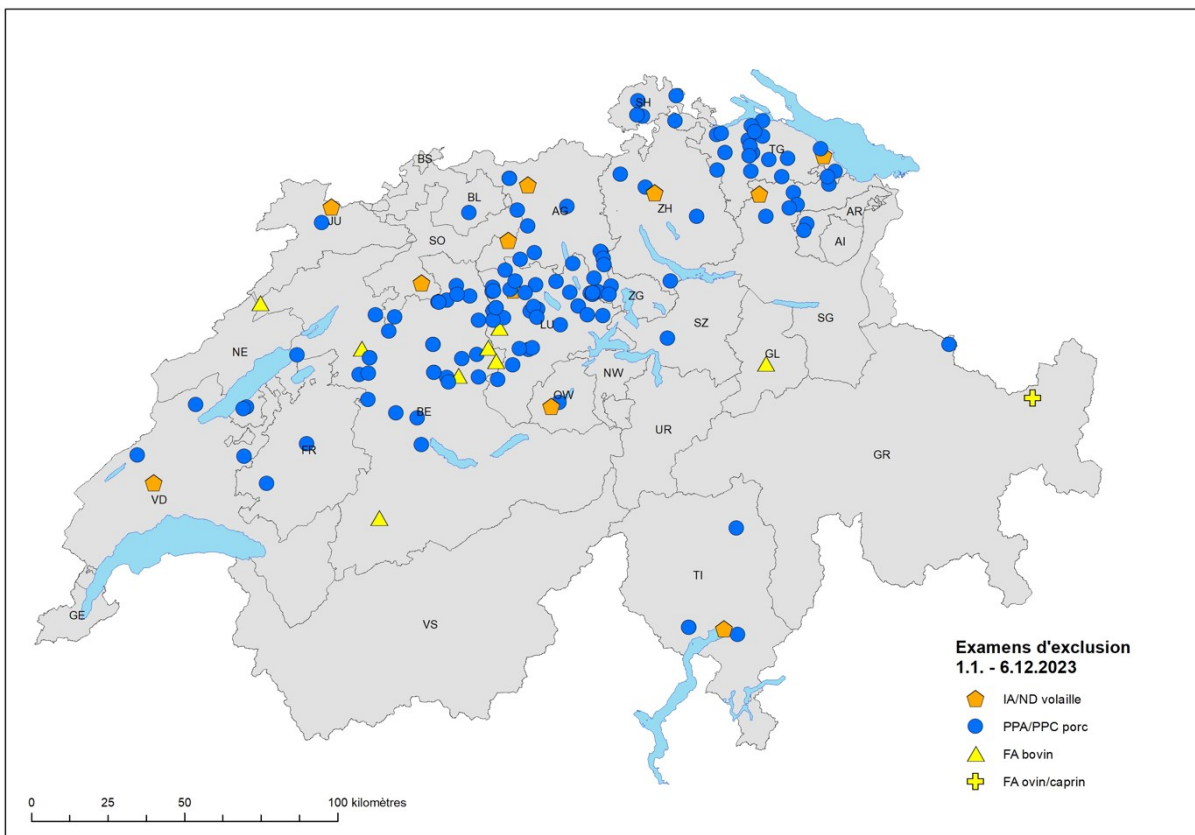 SH
TG
BS
BL
AG
ZH
JU
AR
AI
SO
ZG
LU
SZ
SG
NE
GL
NW
OW
BE
UR
GR
FR
VD
TI
GE
VS
Examens d'exclusion
1.1. - 6.12.2023
IA/ND volaille
PPA/PPC porc
FA bovin
FA ovin/caprin
0 25 50 100 kilomètres